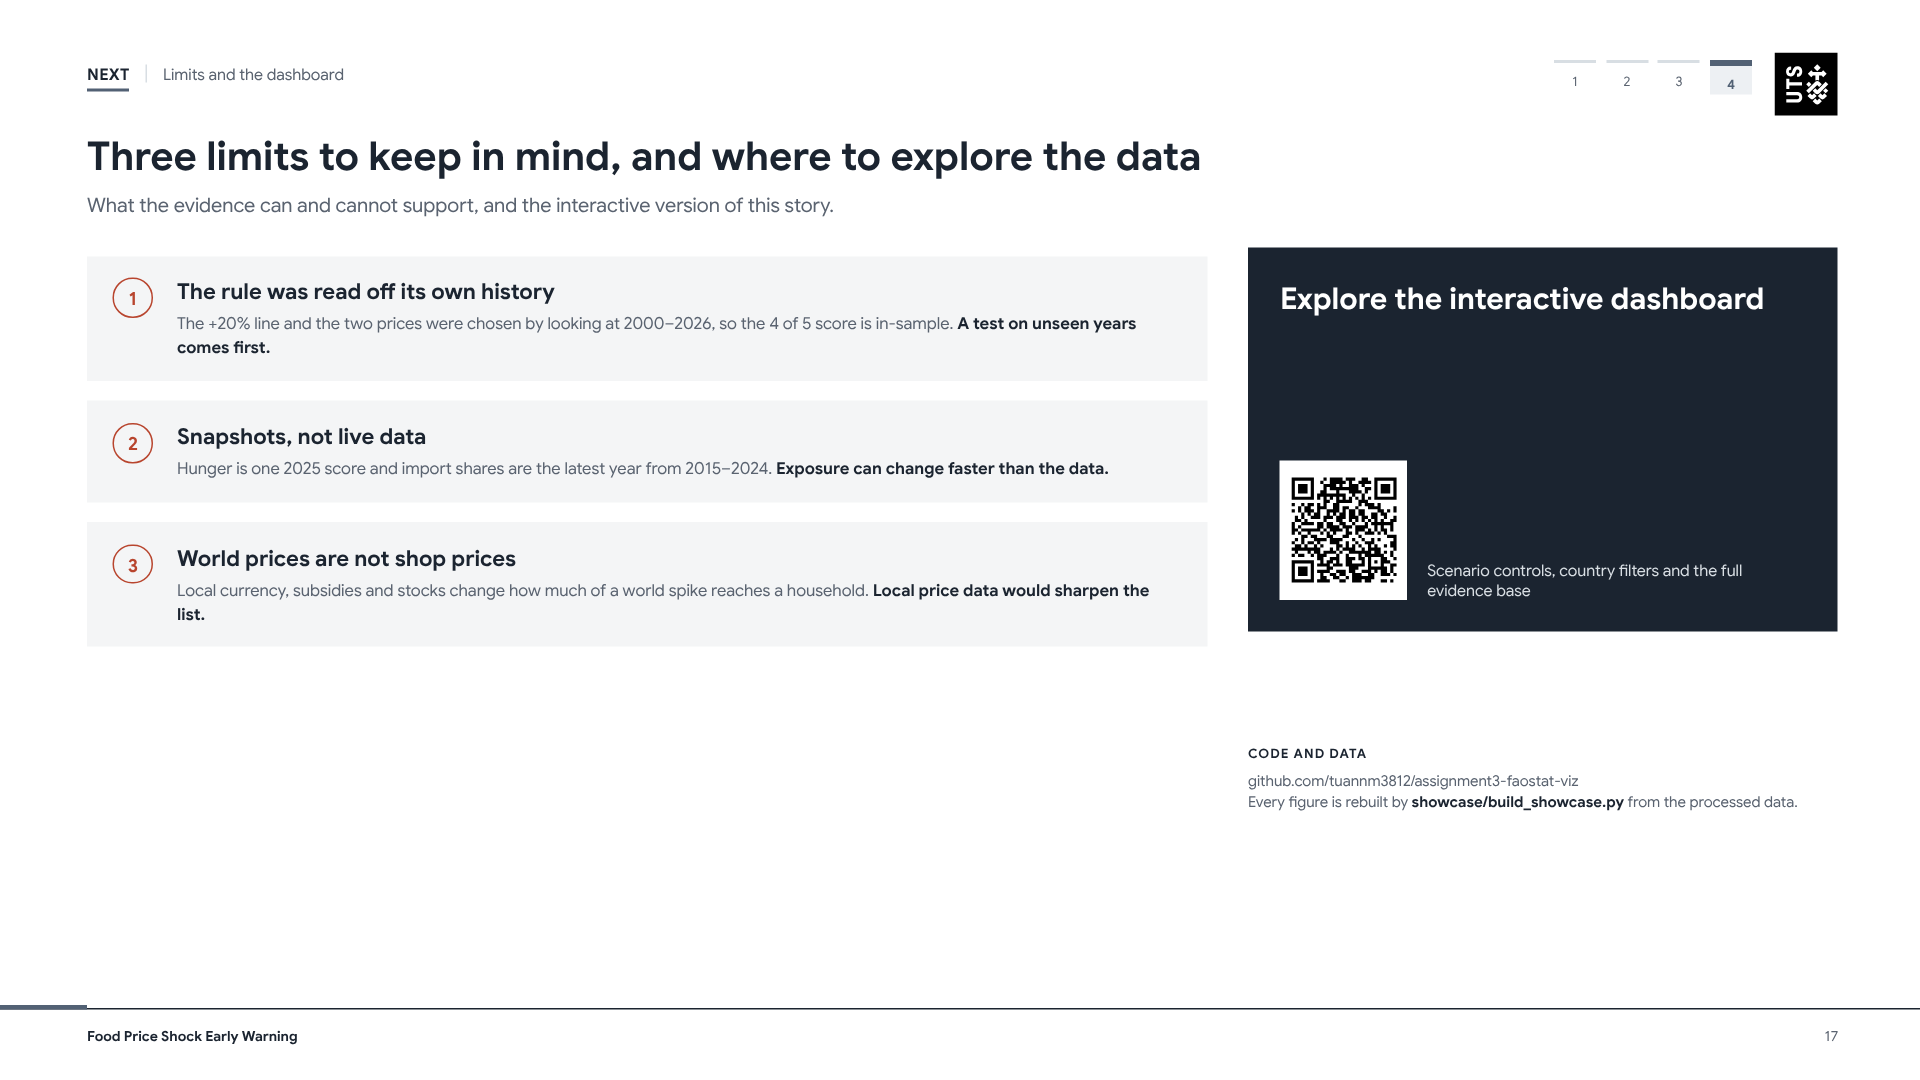 NEXT
Limits and the dashboard
1
2
3
4
UTS
Three limits to keep in mind, and where to explore the data
What the evidence can and cannot support, and the interactive version of this story.
1
The rule was read off its own history
The +20% line and the two prices were chosen by looking at 2000–2026, so the 4 of 5 score is in-sample. A test on unseen years
comes first.
2
Snapshots, not live data
Hunger is one 2025 score and import shares are the latest year from 2015–2024. Exposure can change faster than the data.
3
World prices are not shop prices
Local currency, subsidies and stocks change how much of a world spike reaches a household. Local price data would sharpen the
list.
Explore the interactive dashboard
Scenario controls, country filters and the full
evidence base
CODE AND DATA
github.com/tuannm3812/assignment3-faostat-viz
Every figure is rebuilt by showcase/build_showcase.py from the processed data.
Food Price Shock Early Warning
17